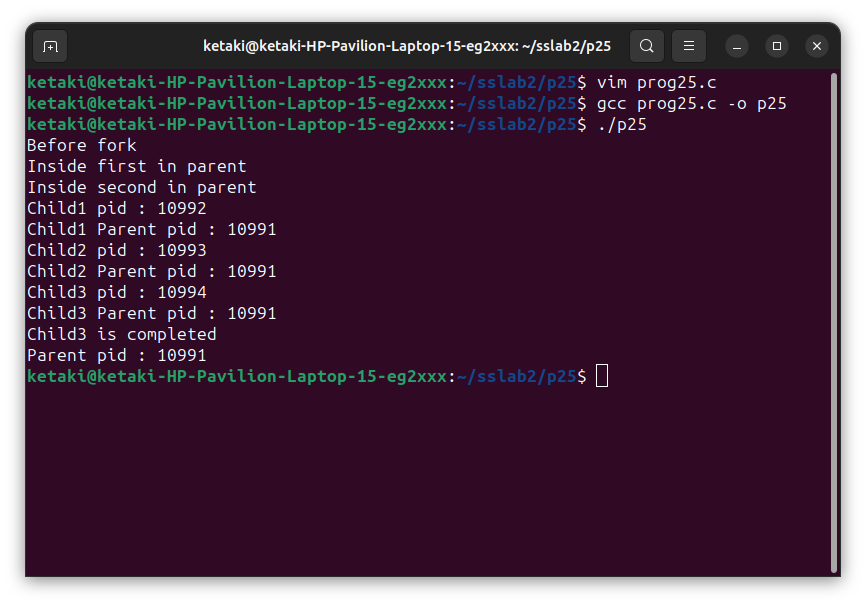 ketaki@ketaki-HP-Pavilion-Laptop-15-eg2xxx: ~/sslab2/p25
ketaki@ketaki-HP-Pavilion-Laptop-15-eg2xxx:~/sslab2/p25$ vim prog25.c
ketaki@ketaki-HP-Pavilion-Laptop-15-eg2xxx:~/sslab2/p25$ gcc prog25.c -o p25
ketaki@ketaki-HP-Pavilion-Laptop-15-eg2xxx:~/sslab2/p25$ ./p25
Before fork
Inside first in parent
Inside second in parent
Child1 pid : 10992
Child1 Parent pid : 10991
Child2 pid : 10993
Child2 Parent pid : 10991
Child3 pid : 10994
Child3 Parent pid : 10991
Child3 is completed
Parent pid : 10991
ketaki@ketaki-HP-Pavilion-Laptop-15-eg2xxx:~/sslab2/p25$